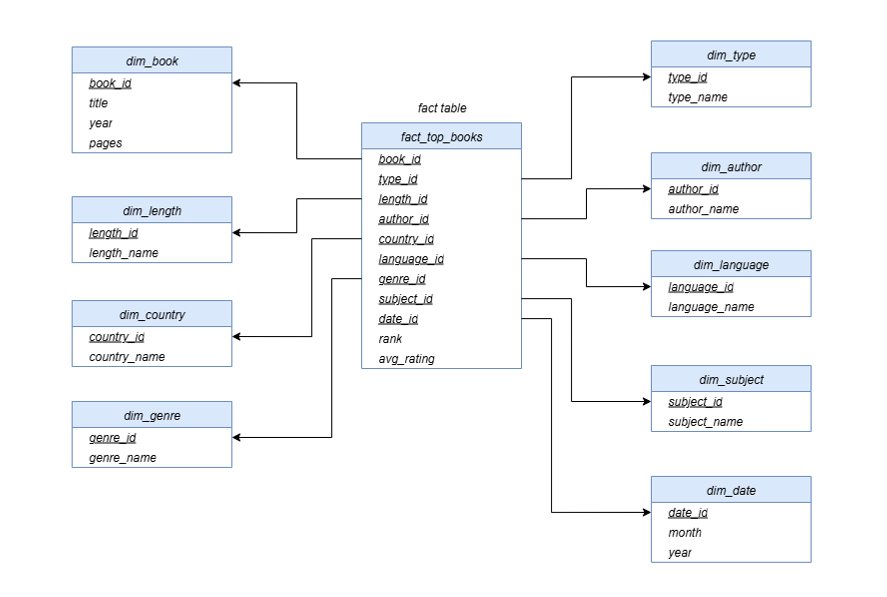 dim_book
book_id
title
year
pages
dim_length
length_id
length_name
dim_country
country_id
country_name
dim_genre
genre_id
genre_name
fact table
fact_top_books
book_id
type_id
length_id
author_id
country_id
language_id
genre_id
subject_id
date_id
rank
avg_rating
dim_type
type_id
type_name
dim_author
author_id
author_name
dim_language
language_id
language_name
dim_subject
subject_id
subject_name
dim_date
date_id
month
year